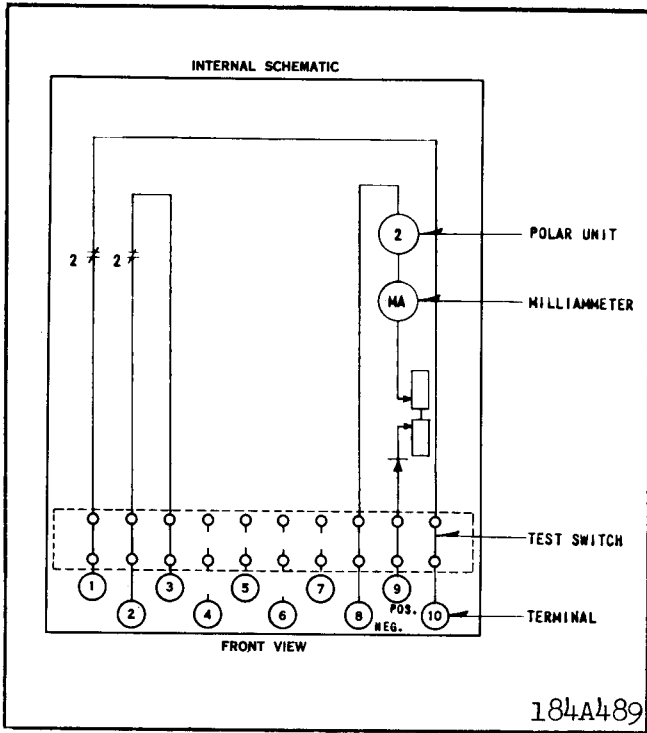 INTERNAL SCHEMATIC
2
POLAR UNIT
2 2
MA
MILLIAMMETER
TEST SWITCH
1 3 5 7 9
POS.
2 4 6 8 10
TERMINAL
NEG.
FRONT VIEW
184A489